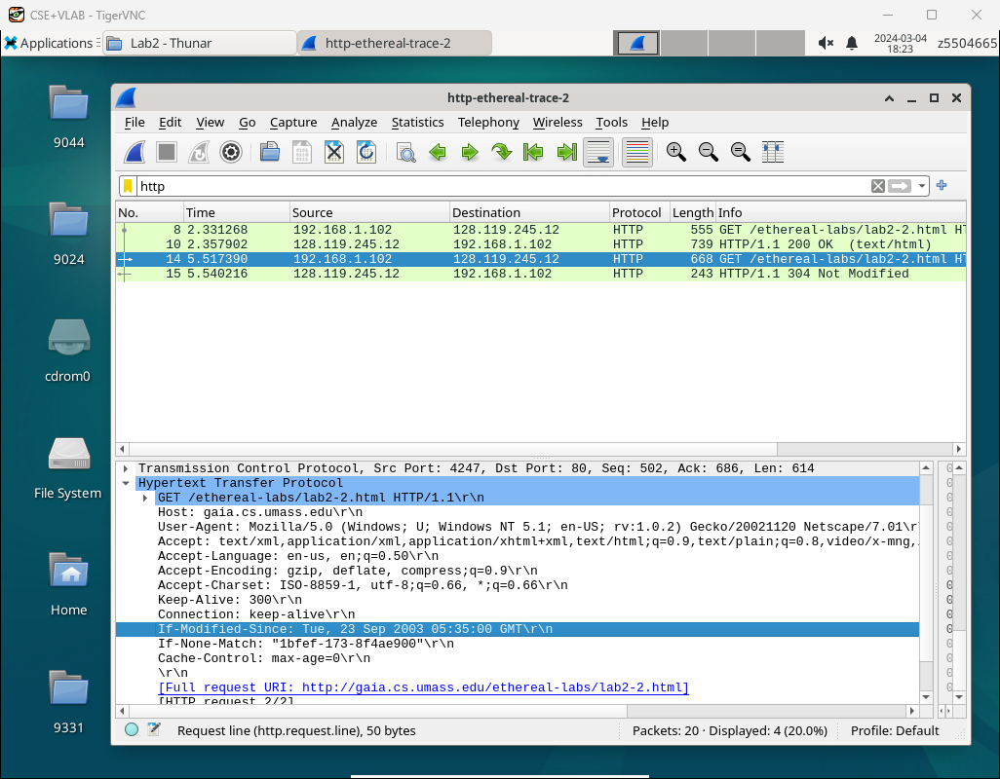 CSE+VLAB - TigerVNC
Applications
Lab2 - Thunar
http-ethereal-trace-2
2024-03-04
18:23
z5504665
9044
9024
cdrom0
File System
Home
9331
http-ethereal-trace-2
File Edit View Go Capture Analyze Statistics Telephony Wireless Tools Help
http
No. Time Source Destination Protocol Length Info
8 2.331268 192.168.1.102 128.119.245.12 HTTP 555 GET /ethereal-labs/lab2-2.html HT
10 2.357902 128.119.245.12 192.168.1.102 HTTP 739 HTTP/1.1 200 OK (text/html)
14 5.517390 192.168.1.102 128.119.245.12 HTTP 668 GET /ethereal-labs/lab2-2.html HT
15 5.540216 128.119.245.12 192.168.1.102 HTTP 243 HTTP/1.1 304 Not Modified
Transmission Control Protocol, Src Port: 4247, Dst Port: 80, Seq: 502, Ack: 686, Len: 614
Hypertext Transfer Protocol
GET /ethereal-labs/lab2-2.html HTTP/1.1\r\n
Host: gaia.cs.umass.edu\r\n
User-Agent: Mozilla/5.0 (Windows; U; Windows NT 5.1; en-US; rv:1.0.2) Gecko/20021120 Netscape/7.01\r
Accept: text/xml,application/xml,application/xhtml+xml,text/html;q=0.9,text/plain;q=0.8,video/x-mng,
Accept-Language: en-us, en;q=0.50\r\n
Accept-Encoding: gzip, deflate, compress;q=0.9\r\n
Accept-Charset: ISO-8859-1, utf-8;q=0.66, *;q=0.66\r\n
Keep-Alive: 300\r\n
Connection: keep-alive\r\n
If-Modified-Since: Tue, 23 Sep 2003 05:35:00 GMT\r\n
If-None-Match: "1bfef-173-8f4ae900"\r\n
Cache-Control: max-age=0\r\n
\r\n
[Full request URI: http://gaia.cs.umass.edu/ethereal-labs/lab2-2.html]
[HTTP request 2/2]
Request line (http.request.line), 50 bytes
Packets: 20 · Displayed: 4 (20.0%)
Profile: Default